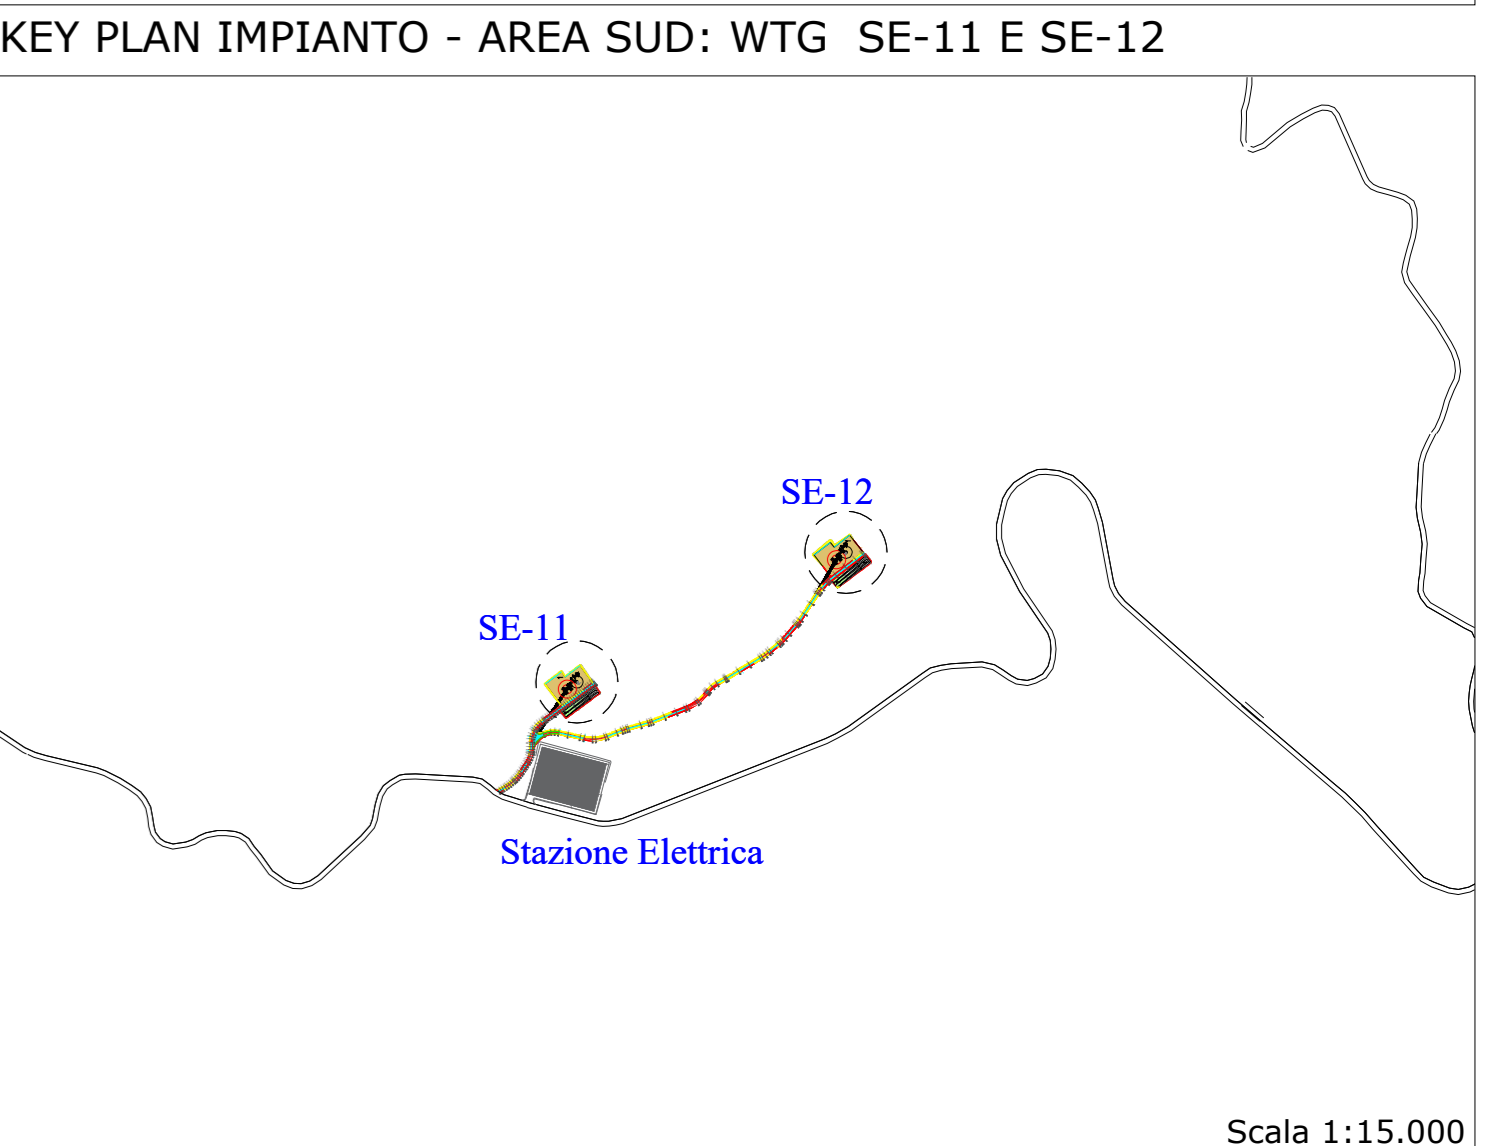 KEY PLAN IMPIANTO - AREA SUD: WTG SE-11 E SE-12
SE-12
SE-11
Stazione Elettrica
Scala 1:15.000